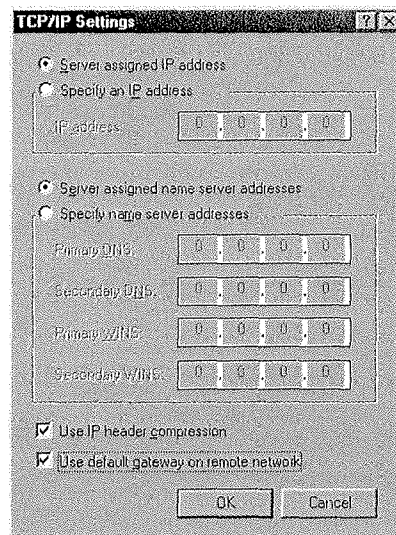 TCP/IP Settings
Server assigned IP address
Specify an IP address
IP address:
0 . 0 . 0 . 0
Server assigned name server addresses
Specify name server addresses
Primary DNS:
0 . 0 . 0 . 0
Secondary DNS:
0 . 0 . 0 . 0
Primary WINS:
0 . 0 . 0 . 0
Secondary WINS:
0 . 0 . 0 . 0
Use IP header compression
Use default gateway on remote network
OK
Cancel